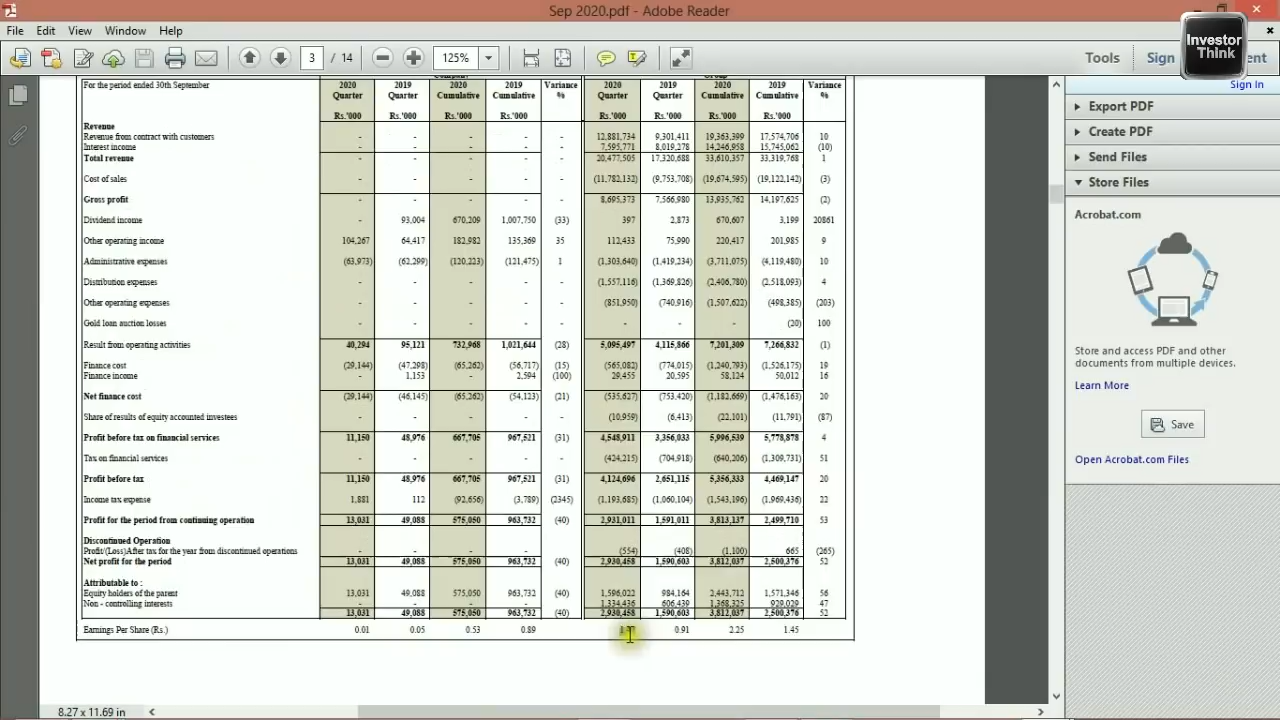 Sep 2020.pdf - Adobe Reader
File Edit View Window Help
Investor
Think
3 / 14 125% Tools Sign ent
For the period ended 30th September 2020 2019 2020 2019 Variance 2020 2019 2020 2019 Variance
Quarter Quarter Cumulative Cumulative % Quarter Quarter Cumulative Cumulative %
Rs.'000 Rs.'000 Rs.'000 Rs.'000 Rs.'000 Rs.'000 Rs.'000 Rs.'000
Revenue
Revenue from contract with customers - - - - - 12,881,734 9,301,411 19,363,399 17,574,706 10
Interest income - - - - - 7,595,771 8,019,278 14,246,958 15,745,062 (10)
Total revenue - - - - - 20,477,505 17,320,688 33,610,357 33,319,768 1
Cost of sales - - - - - (11,782,132) (9,753,708) (19,674,595) (19,122,142) (3)
Gross profit - - - - - 8,695,373 7,566,980 13,935,762 14,197,625 (2)
Dividend income - 93,004 670,209 1,007,750 (33) 397 2,873 670,607 3,199 20861
Other operating income 104,267 64,417 182,982 135,369 35 112,433 75,990 220,417 201,985 9
Administrative expenses (63,973) (62,299) (120,223) (121,475) 1 (1,303,640) (1,419,234) (3,711,075) (4,119,480) 10
Distribution expenses - - - - - (1,557,116) (1,369,826) (2,406,780) (2,518,093) 4
Other operating expenses - - - - - (851,950) (740,916) (1,507,622) (498,385) (203)
Gold loan auction losses - - - - - - - - (20) 100
Result from operating activities 40,294 95,121 732,968 1,021,644 (28) 5,095,497 4,115,866 7,201,309 7,266,832 (1)
Finance cost (29,144) (47,298) (65,262) (56,717) (15) (565,082) (774,015) (1,240,793) (1,526,175) 19
Finance income - 1,153 - 2,594 (100) 29,455 20,595 58,124 50,012 16
Net finance cost (29,144) (46,145) (65,262) (54,123) (21) (535,627) (753,420) (1,182,669) (1,476,163) 20
Share of results of equity accounted investees - - - - - (10,959) (6,413) (22,101) (11,791) (87)
Profit before tax on financial services 11,150 48,976 667,705 967,521 (31) 4,548,911 3,356,033 5,996,539 5,778,878 4
Tax on financial services - - - - - (424,215) (704,918) (640,206) (1,309,731) 51
Profit before tax 11,150 48,976 667,705 967,521 (31) 4,124,696 2,651,115 5,356,333 4,469,147 20
Income tax expense 1,881 112 (92,656) (3,789) (2345) (1,193,685) (1,060,104) (1,543,196) (1,969,436) 22
Profit for the period from continuing operation 13,031 49,088 575,050 963,732 (40) 2,931,011 1,591,011 3,813,137 2,499,710 53
Discontinued Operation
Profit/(Loss)After tax for the year from discontinued operations - - - - - (554) (408) (1,100) 665 (265)
Net profit for the period 13,031 49,088 575,050 963,732 (40) 2,930,458 1,590,603 3,812,037 2,500,376 52
Attributable to :
Equity holders of the parent 13,031 49,088 575,050 963,732 (40) 1,596,022 984,164 2,443,712 1,571,346 56
Non - controlling interests - - - - - 1,334,436 606,439 1,368,325 929,029 47
13,031 49,088 575,050 963,732 (40) 2,930,458 1,590,603 3,812,037 2,500,376 52
Earnings Per Share (Rs.) 0.01 0.05 0.53 0.89 0.91 2.25 1.45
8.27 x 11.69 in
Sign In
Export PDF
Create PDF
Send Files
Store Files
Acrobat.com
Store and access PDF and other
documents from multiple devices.
Learn More
Save
Open Acrobat.com Files